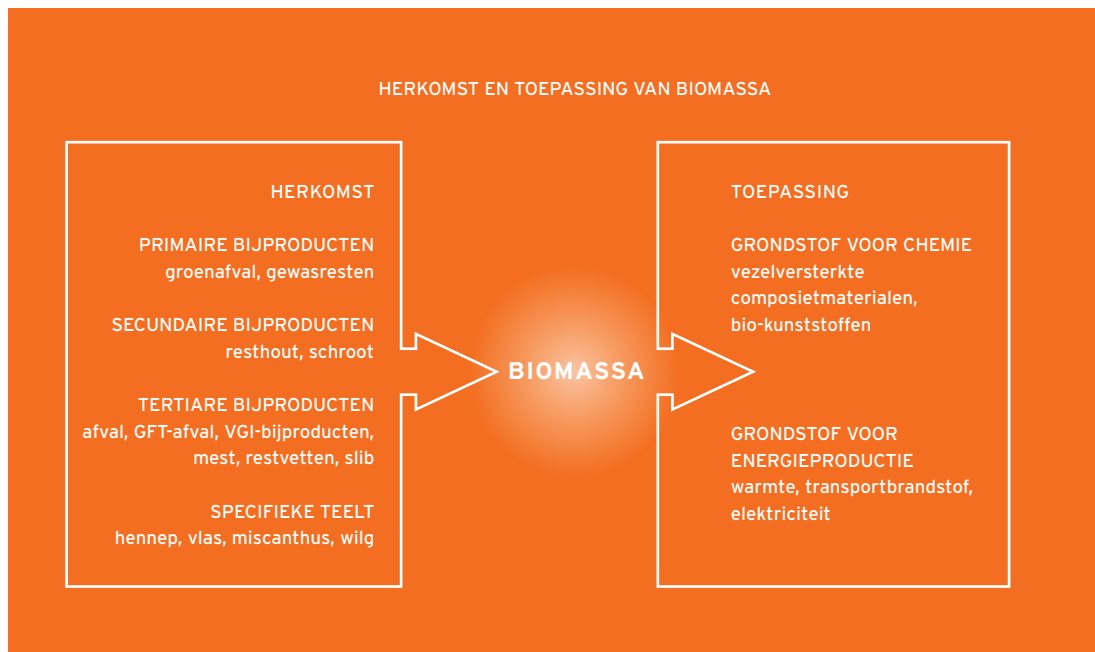 HERKOMST EN TOEPASSING VAN BIOMASSA
HERKOMST
PRIMAIRE BIJPRODUCTEN
groenafval, gewasresten
SECUNDAIRE BIJPRODUCTEN
resthout, schroot
TERTIARE BIJPRODUCTEN
afval, GFT-afval, VGI-bijproducten,
mest, restvetten, slib
SPECIFIEKE TEELT
hennep, vlas, miscanthus, wilg
BIOMASSA
TOEPASSING
GRONDSTOF VOOR CHEMIE
vezelversterkte
composietmaterialen,
bio-kunststoffen
GRONDSTOF VOOR
ENERGIEPRODUCTIE
warmte, transportbrandstof,
elektriciteit